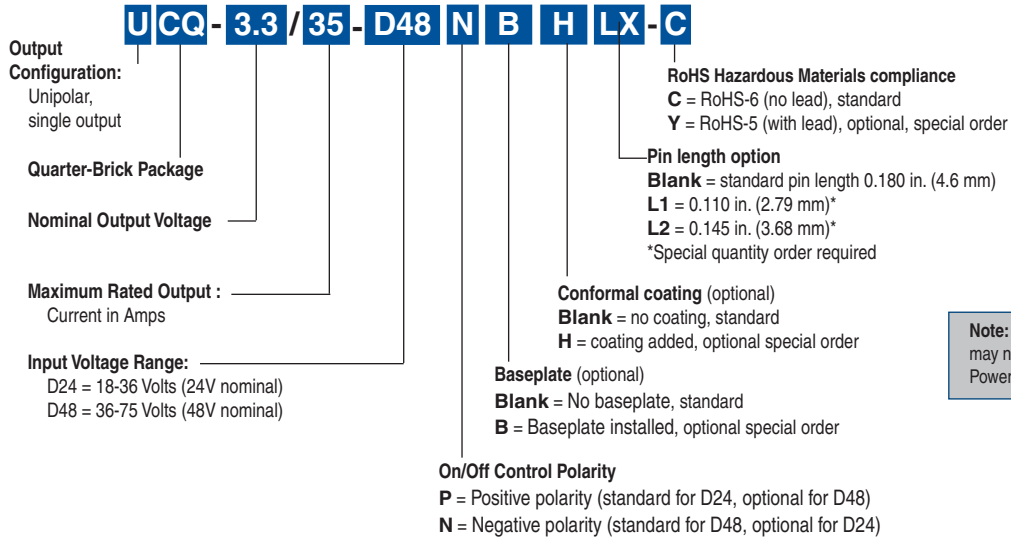 U CQ - 3.3 / 35 - D48 N B H LX - C
Output
Configuration:
Unipolar,
single output
Quarter-Brick Package
Nominal Output Voltage
Maximum Rated Output :
Current in Amps
Input Voltage Range:
D24 = 18-36 Volts (24V nominal)
D48 = 36-75 Volts (48V nominal)
RoHS Hazardous Materials compliance
C = RoHS-6 (no lead), standard
Y = RoHS-5 (with lead), optional, special order
Pin length option
Blank = standard pin length 0.180 in. (4.6 mm)
L1 = 0.110 in. (2.79 mm)*
L2 = 0.145 in. (3.68 mm)*
*Special quantity order required
Conformal coating (optional)
Blank = no coating, standard
H = coating added, optional special order
Baseplate (optional)
Blank = No baseplate, standard
B = Baseplate installed, optional special order
On/Off Control Polarity
P = Positive polarity (standard for D24, optional for D48)
N = Negative polarity (standard for D48, optional for D24)
Note:
may n
Power